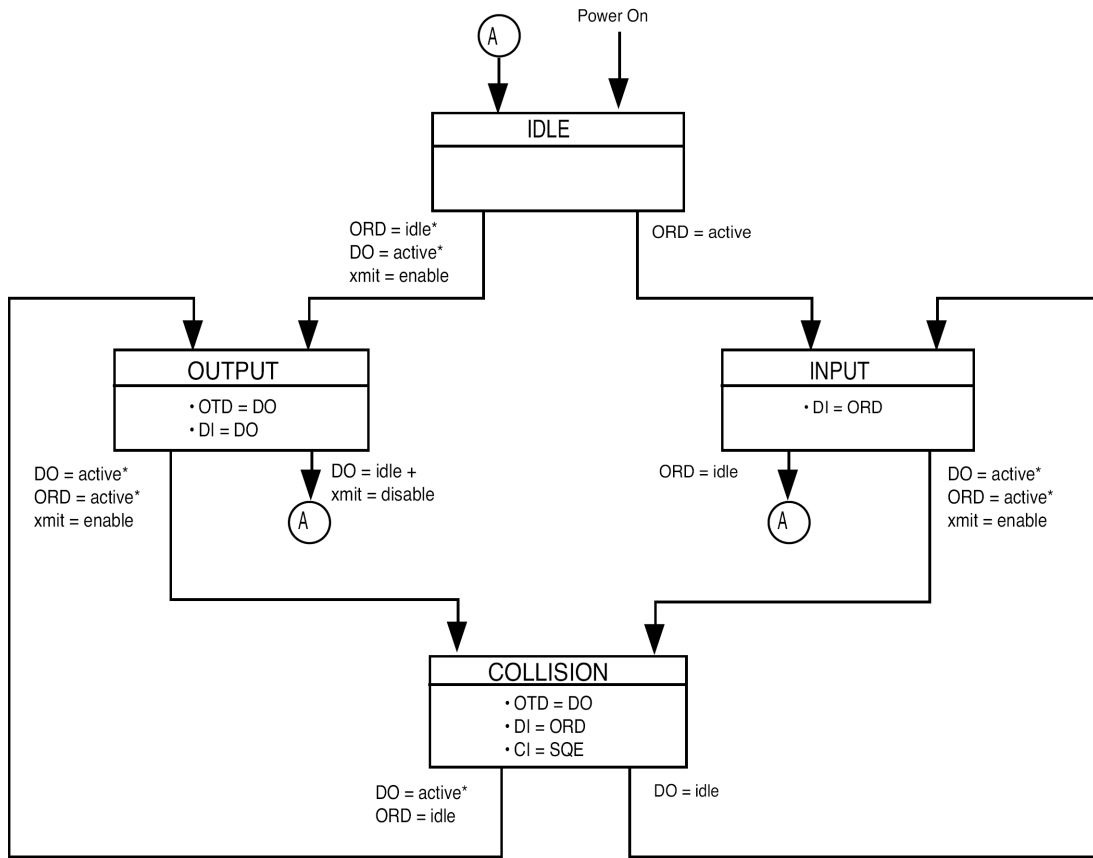 A
Power On
IDLE
ORD = idle*
DO = active*
xmit = enable
ORD = active
OUTPUT
• OTD = DO
• DI = DO
INPUT
• DI = ORD
DO = active*
ORD = active*
xmit = enable
DO = idle +
xmit = disable
A
ORD = idle
A
DO = active*
ORD = active*
xmit = enable
COLLISION
• OTD = DO
• DI = ORD
• CI = SQE
DO = active*
ORD = idle
DO = idle